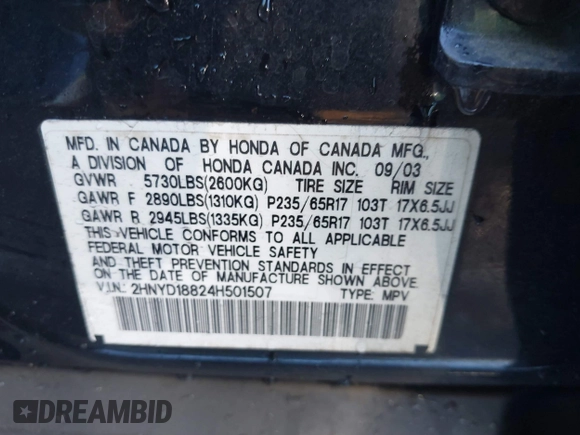 MFD. IN CANADA BY HONDA OF CANADA MFG.,
A DIVISION OF HONDA CANADA INC. 09/03
GVWR 5730LBS(2600KG) TIRE SIZE RIM SIZE
GAWR F 2890LBS(1310KG) P235/65R17 103T 17X6.5JJ
GAWR R 2945LBS(1335KG) P235/65R17 103T 17X6.5JJ
THIS VEHICLE CONFORMS TO ALL APPLICABLE
FEDERAL MOTOR VEHICLE SAFETY
AND THEFT PREVENTION STANDARDS IN EFFECT
ON THE DATE OF MANUFACTURE SHOWN ABOVE.
V.I.N.: 2HNYD18824H501507 TYPE: MPV
DREAMBID